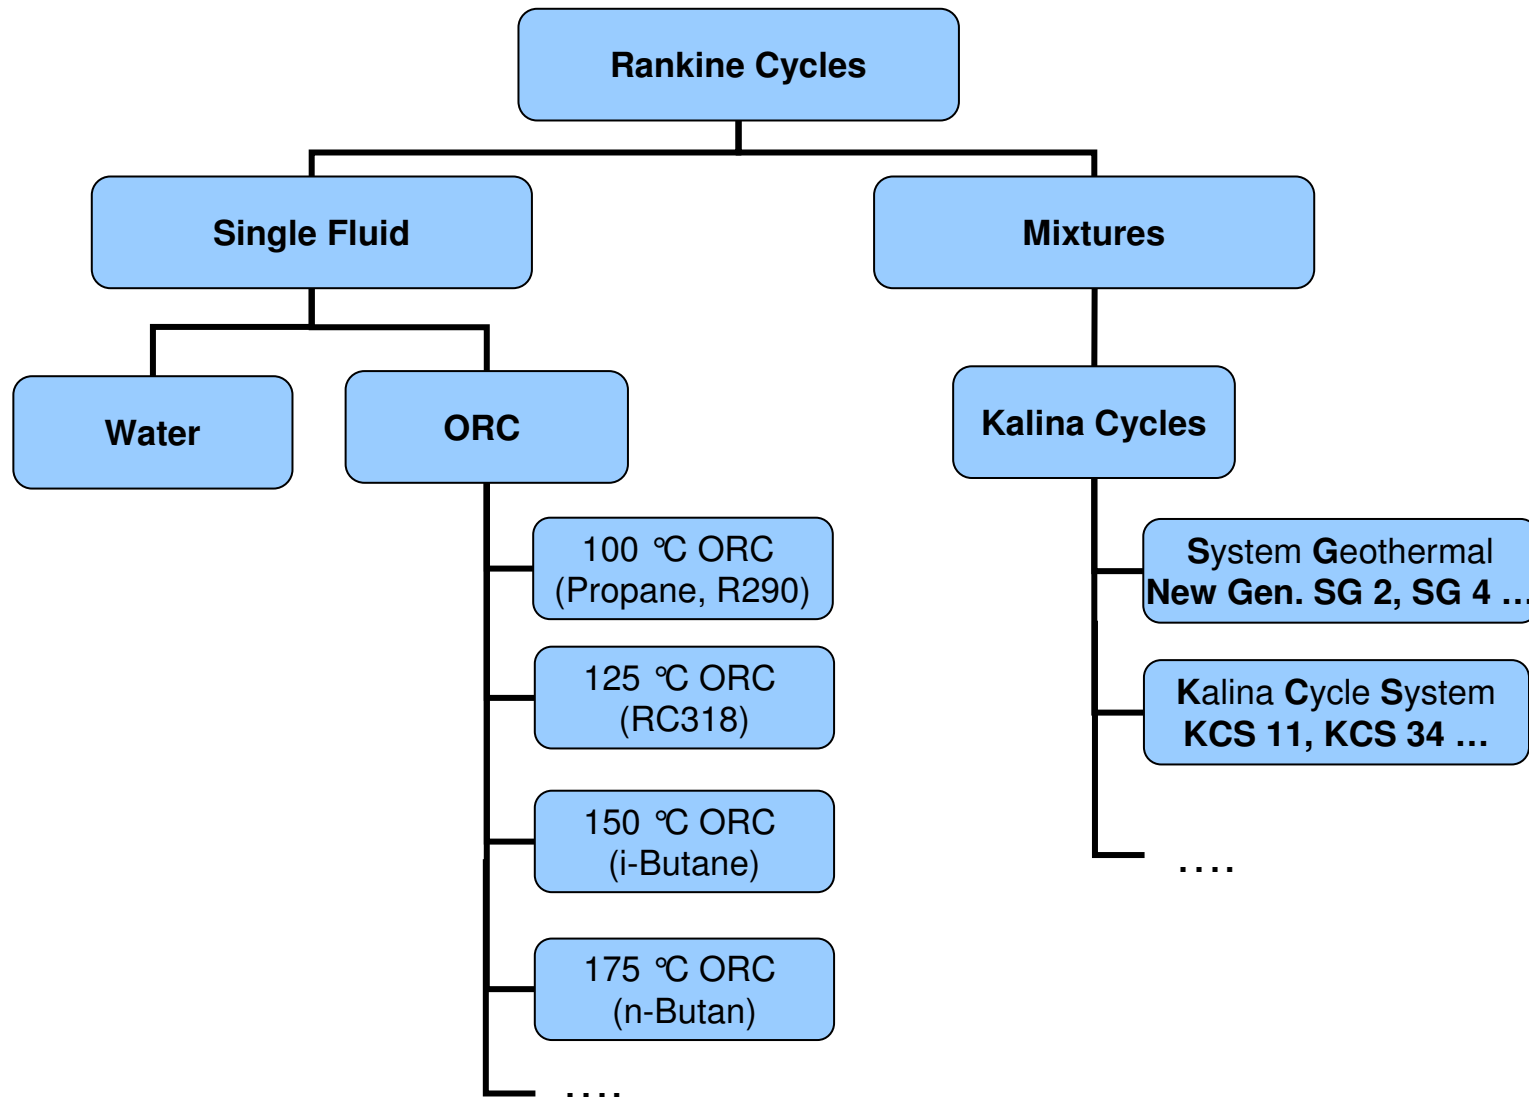 Rankine Cycles
Single Fluid
Mixtures
Water
ORC
Kalina Cycles
100 °C ORC
(Propane, R290)
125 °C ORC
(RC318)
150 °C ORC
(i-Butane)
175 °C ORC
(n-Butan)
....
System Geothermal
New Gen. SG 2, SG 4 ...
Kalina Cycle System
KCS 11, KCS 34 ...
....